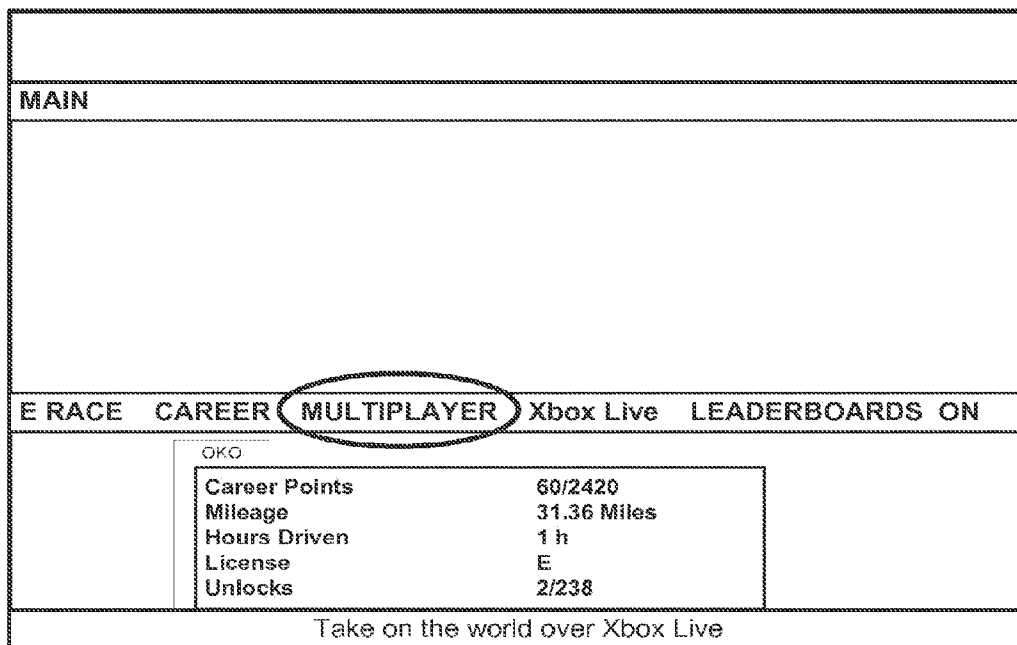 MAIN
E RACE CAREER MULTIPLAYER Xbox Live LEADERBOARDS ON
OKO
Career Points 60/2420
Mileage 31.36 Miles
Hours Driven 1 h
License E
Unlocks 2/238
Take on the world over Xbox Live